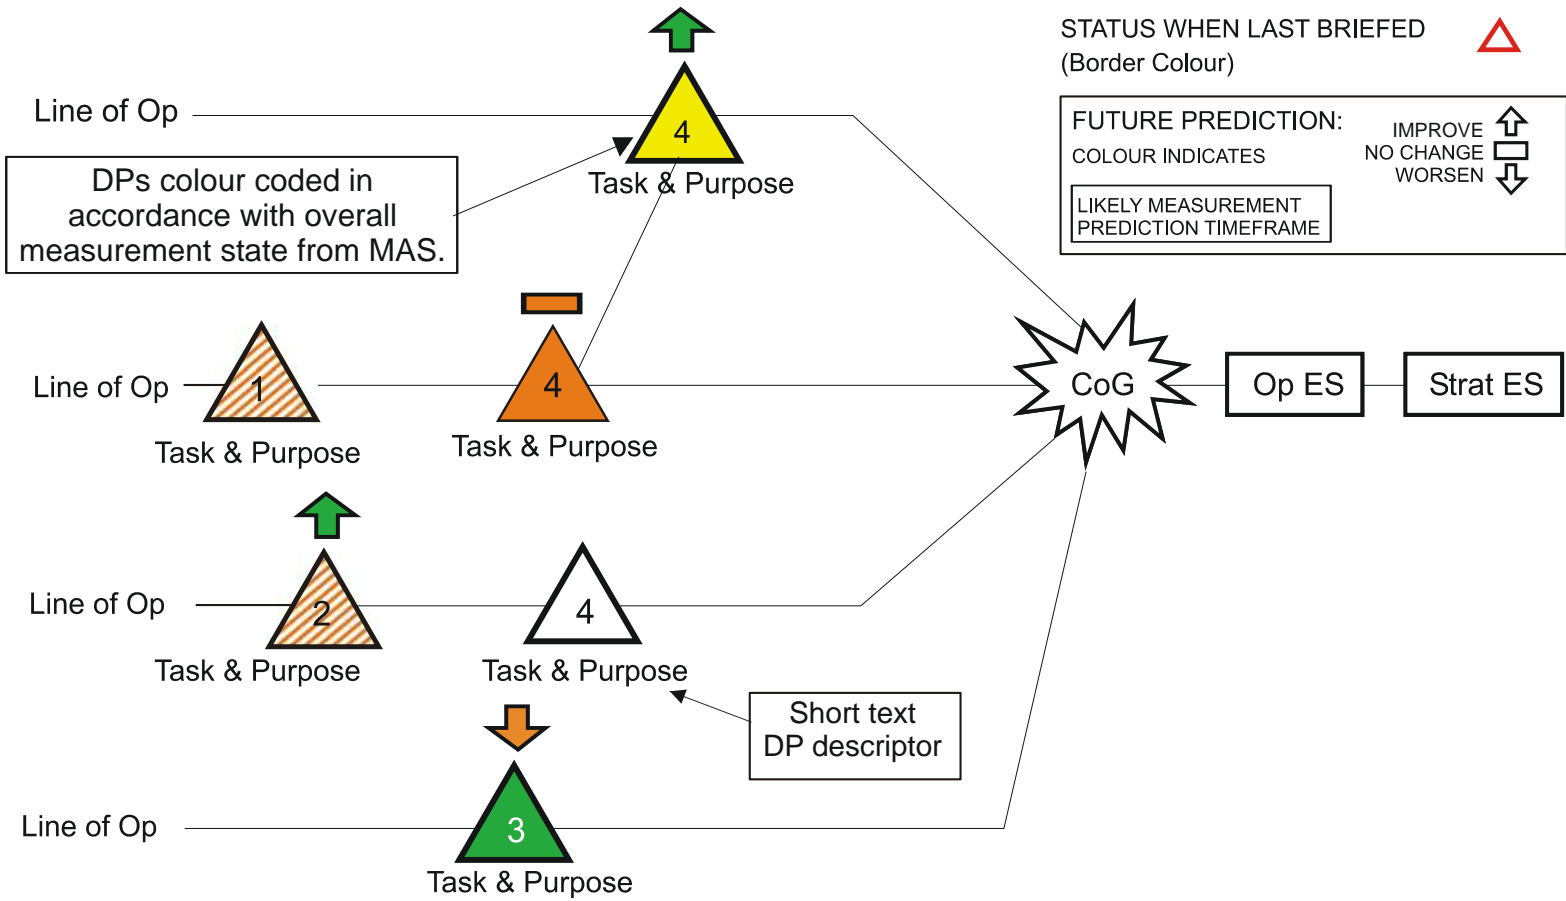 STATUS WHEN LAST BRIEFED
(Border Colour)
FUTURE PREDICTION:
COLOUR INDICATES
IMPROVE
NO CHANGE
WORSEN
LIKELY MEASUREMENT
PREDICTION TIMEFRAME
Line of Op
4
Task & Purpose
DPs colour coded in
accordance with overall
measurement state from MAS.
Line of Op
1
Task & Purpose
4
Task & Purpose
CoG
Op ES
Strat ES
Line of Op
2
Task & Purpose
4
Task & Purpose
Short text
DP descriptor
Line of Op
3
Task & Purpose